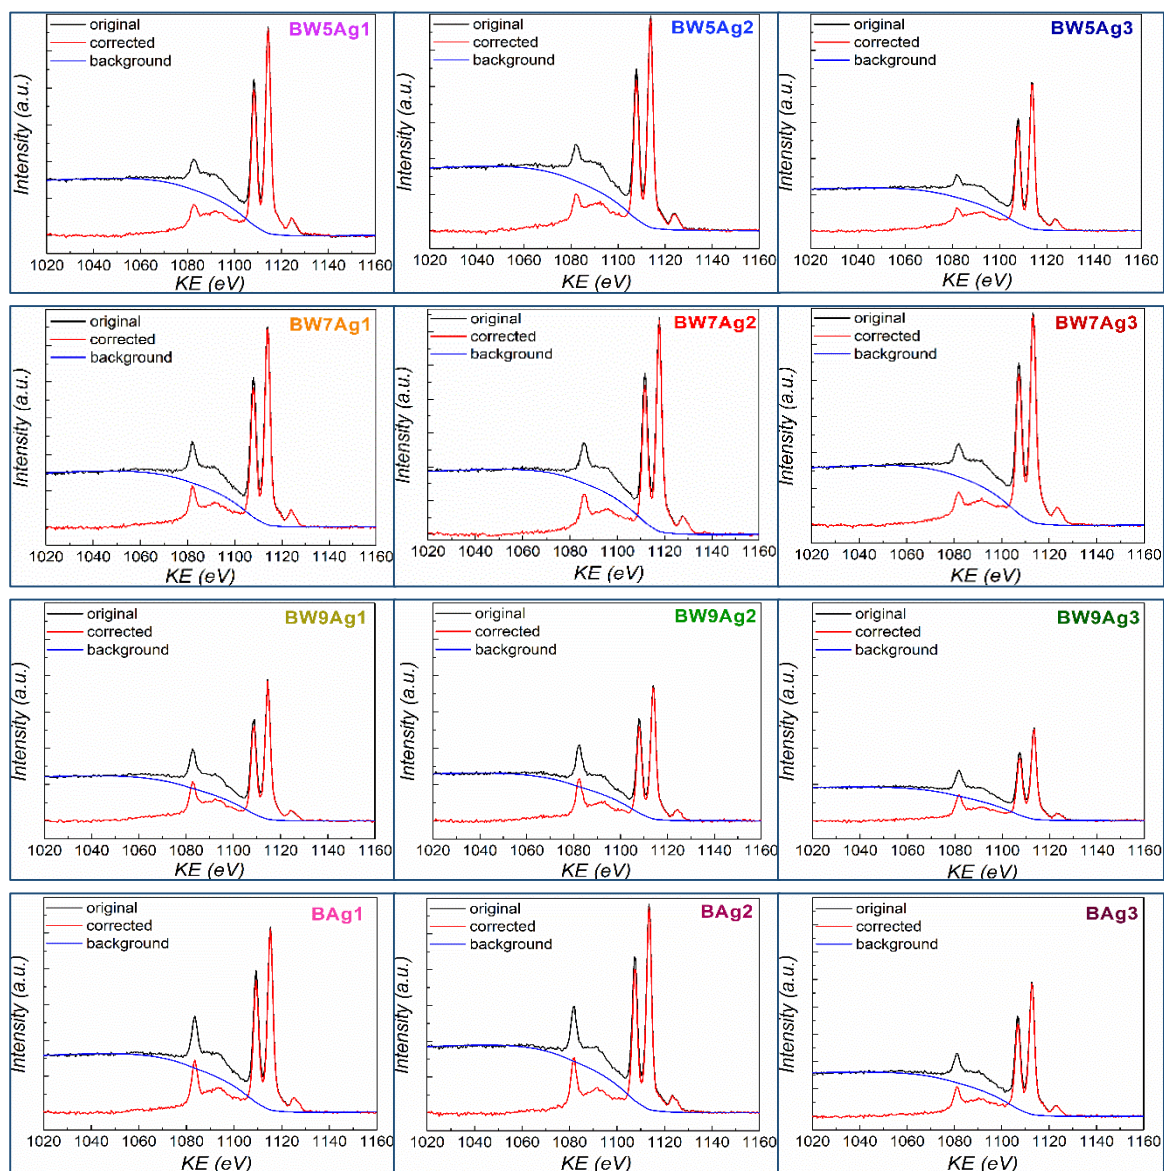 original
corrected
background
BW5Ag1
Intensity (a.u.)
1020 1040 1060 1080 1100 1120 1140 1160
KE (eV)
original
corrected
background
BW5Ag2
Intensity (a.u.)
1020 1040 1060 1080 1100 1120 1140 1160
KE (eV)
original
corrected
background
BW5Ag3
Intensity (a.u.)
1020 1040 1060 1080 1100 1120 1140 1160
KE (eV)
original
corrected
background
BW7Ag1
Intensity (a.u.)
1020 1040 1060 1080 1100 1120 1140 1160
KE (eV)
original
corrected
background
BW7Ag2
Intensity (a.u.)
1020 1040 1060 1080 1100 1120 1140 1160
KE (eV)
original
corrected
background
BW7Ag3
Intensity (a.u.)
1020 1040 1060 1080 1100 1120 1140 1160
KE (eV)
original
corrected
background
BW9Ag1
Intensity (a.u.)
1020 1040 1060 1080 1100 1120 1140 1160
KE (eV)
original
corrected
background
BW9Ag2
Intensity (a.u.)
1020 1040 1060 1080 1100 1120 1140 1160
KE (eV)
original
corrected
background
BW9Ag3
Intensity (a.u.)
1020 1040 1060 1080 1100 1120 1140 1160
KE (eV)
original
corrected
background
BAg1
Intensity (a.u.)
1020 1040 1060 1080 1100 1120 1140 1160
KE (eV)
original
corrected
background
BAg2
Intensity (a.u.)
1020 1040 1060 1080 1100 1120 1140 1160
KE (eV)
original
corrected
background
BAg3
Intensity (a.u.)
1020 1040 1060 1080 1100 1120 1140 1160
KE (eV)